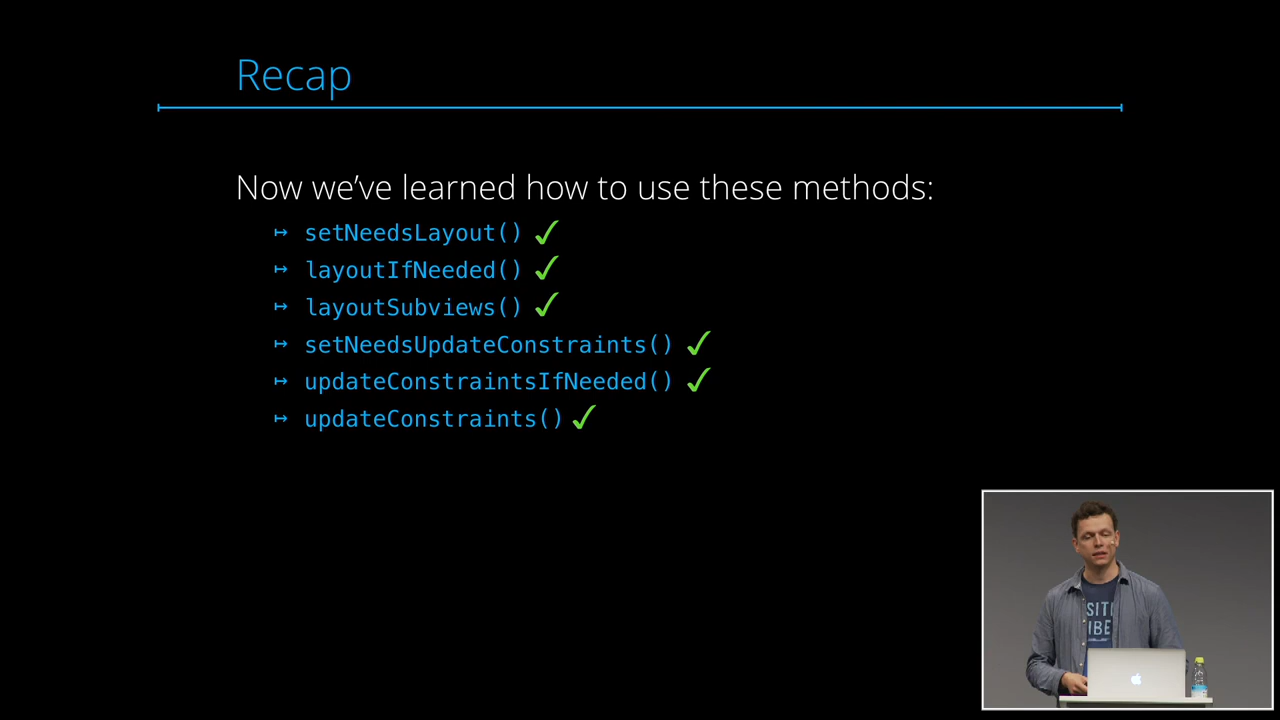 Recap
Now we've learned how to use these methods:
↦ setNeedsLayout() ✓
↦ layoutIfNeeded() ✓
↦ layoutSubviews() ✓
↦ setNeedsUpdateConstraints() ✓
↦ updateConstraintsIfNeeded() ✓
↦ updateConstraints() ✓